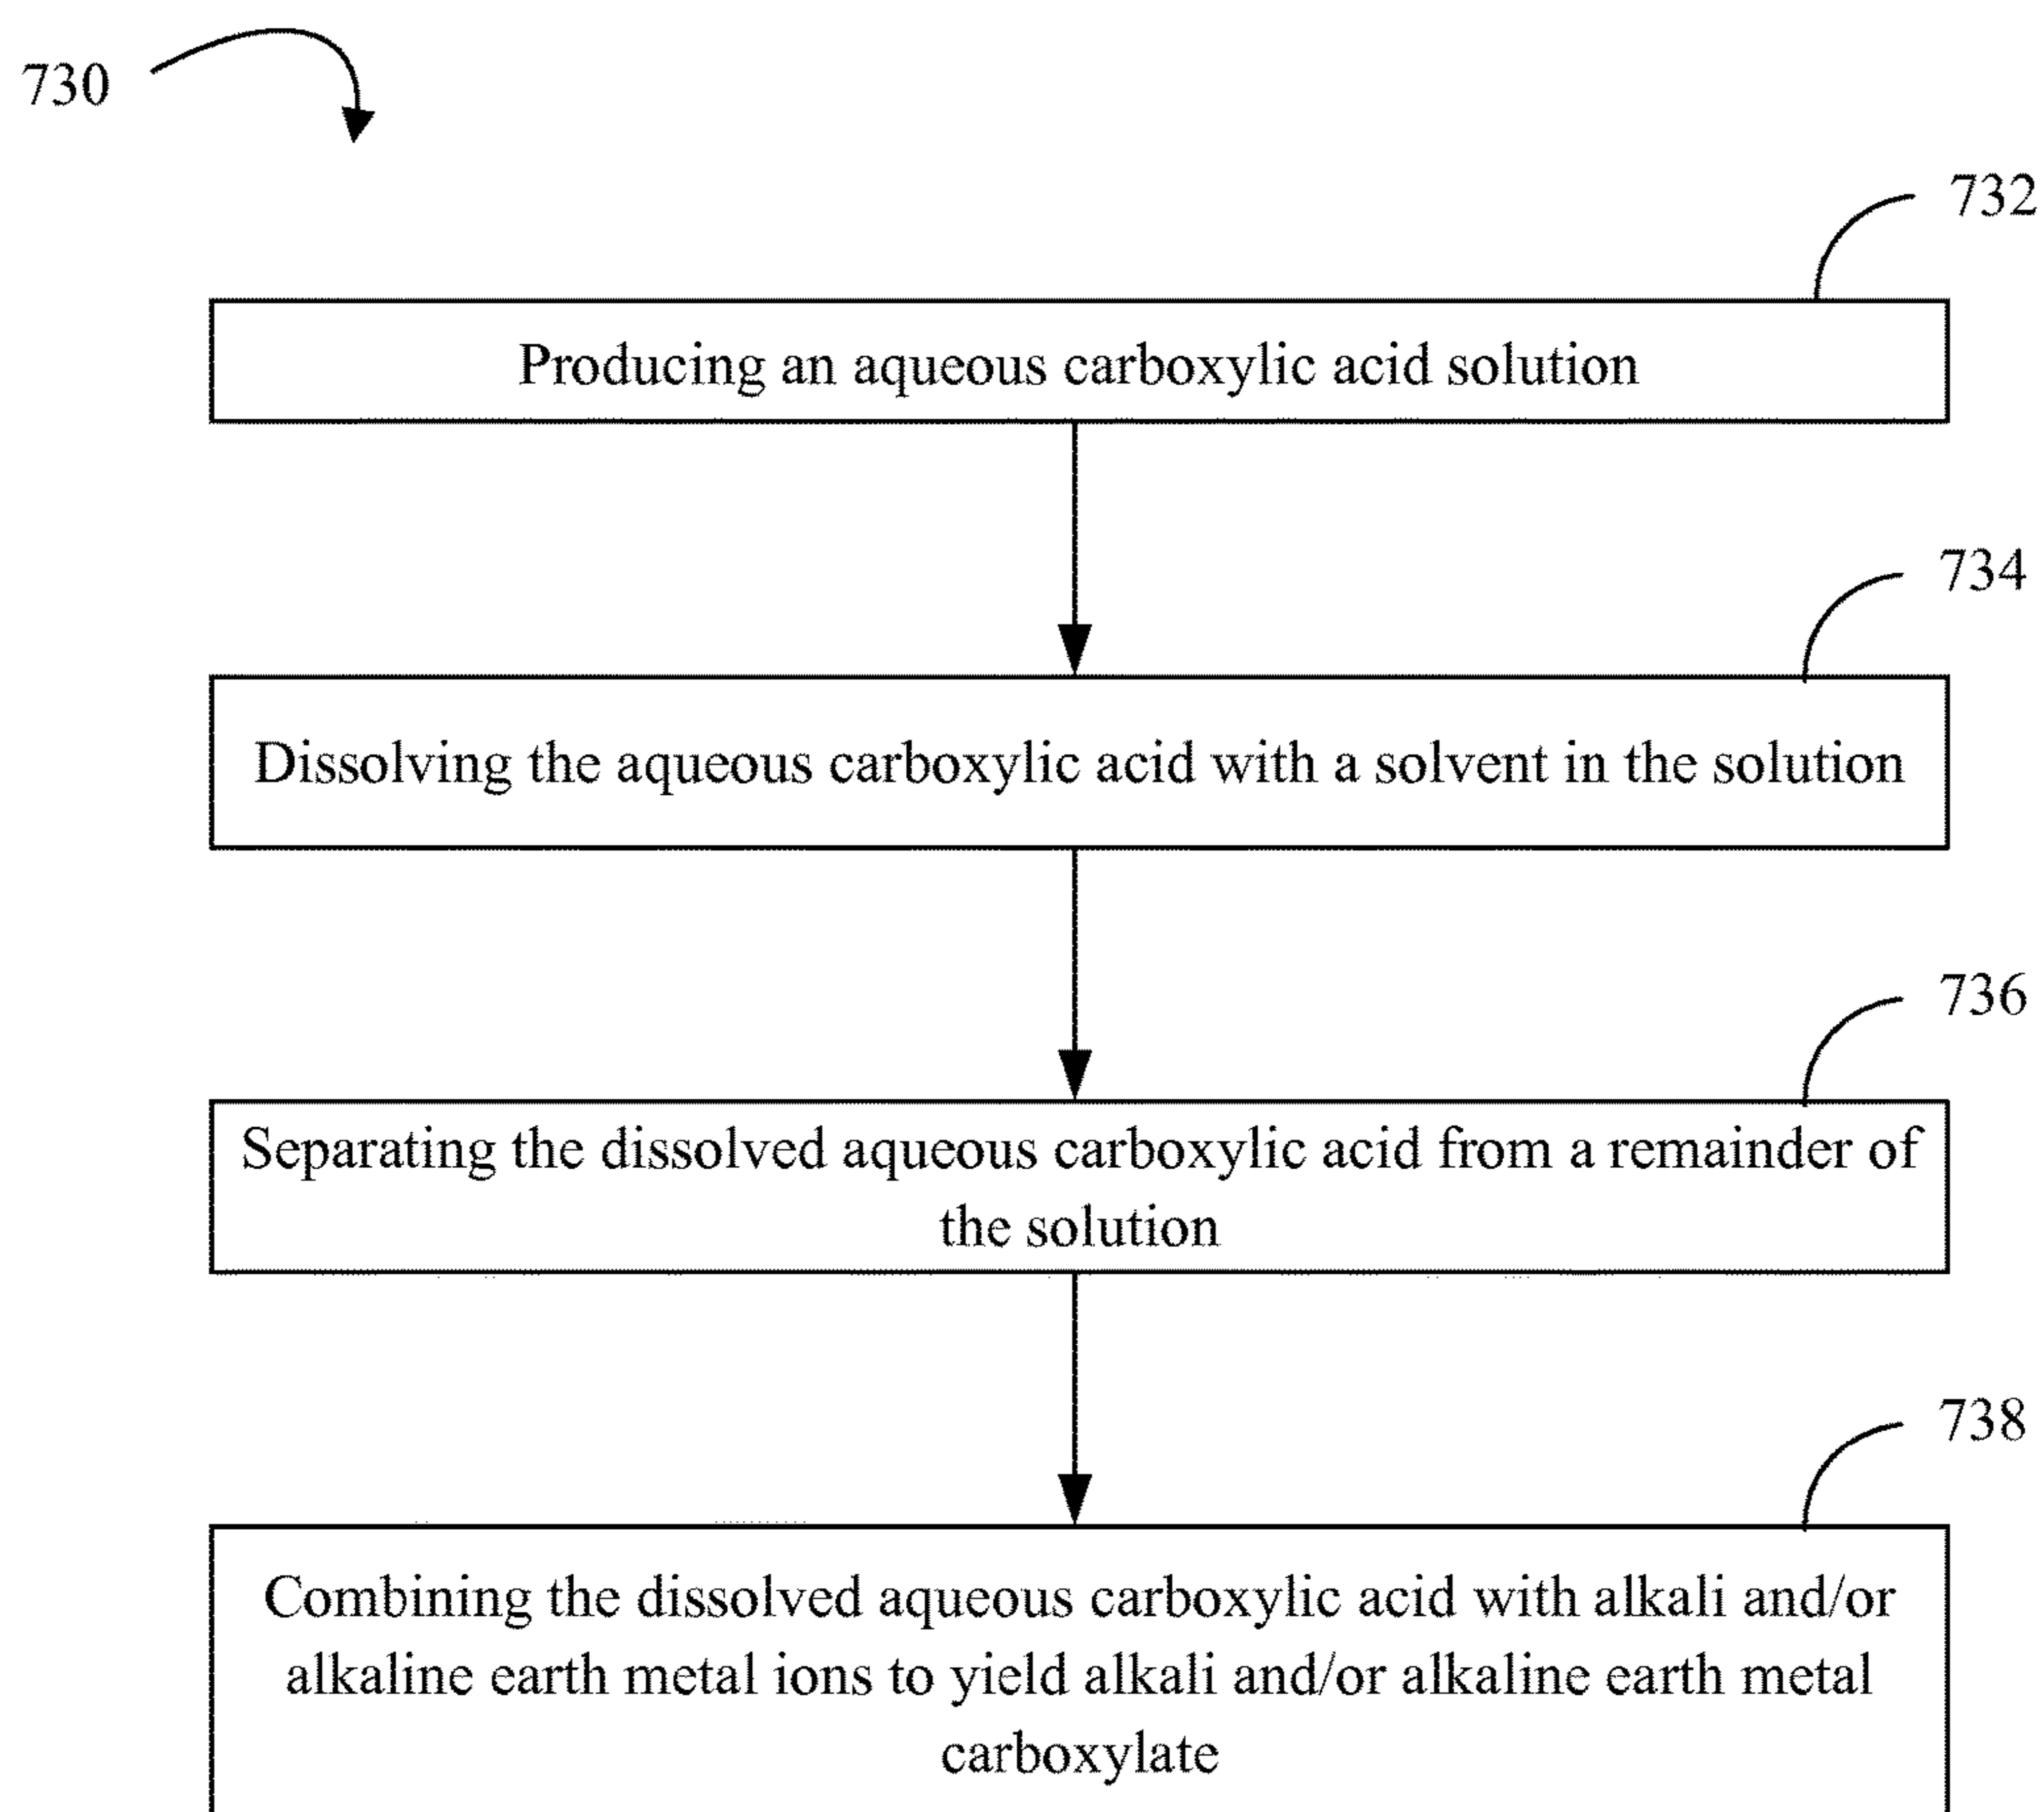 730
732
Producing an aqueous carboxylic acid solution
734
Dissolving the aqueous carboxylic acid with a solvent in the solution
736
Separating the dissolved aqueous carboxylic acid from a remainder of
the solution
738
Combining the dissolved aqueous carboxylic acid with alkali and/or
alkaline earth metal ions to yield alkali and/or alkaline earth metal
carboxylate